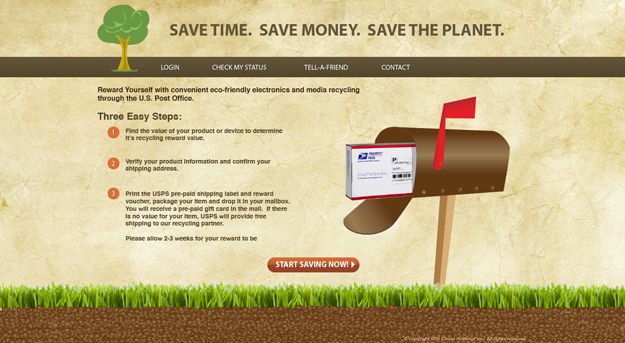 SAVE TIME. SAVE MONEY. SAVE THE PLANET.
LOGIN CHECK MY STATUS TELL-A-FRIEND CONTACT
Reward Yourself with convenient eco-friendly electronics and media recycling
through the U.S. Post Office.
Three Easy Steps:
1 Find the value of your product or device to determine
it's recycling reward value.
2 Verify your product information and confirm your
shipping address.
3 Print the USPS pre-paid shipping label and reward
voucher, package your item and drop it in your mailbox.
You will receive a pre-paid gift card in the mail. If there
is no value for your item, USPS will provide free
shipping to our recycling partner.
Please allow 2-3 weeks for your reward to be
PRIORITY
MAIL
P
START SAVING NOW!
All rights reserved